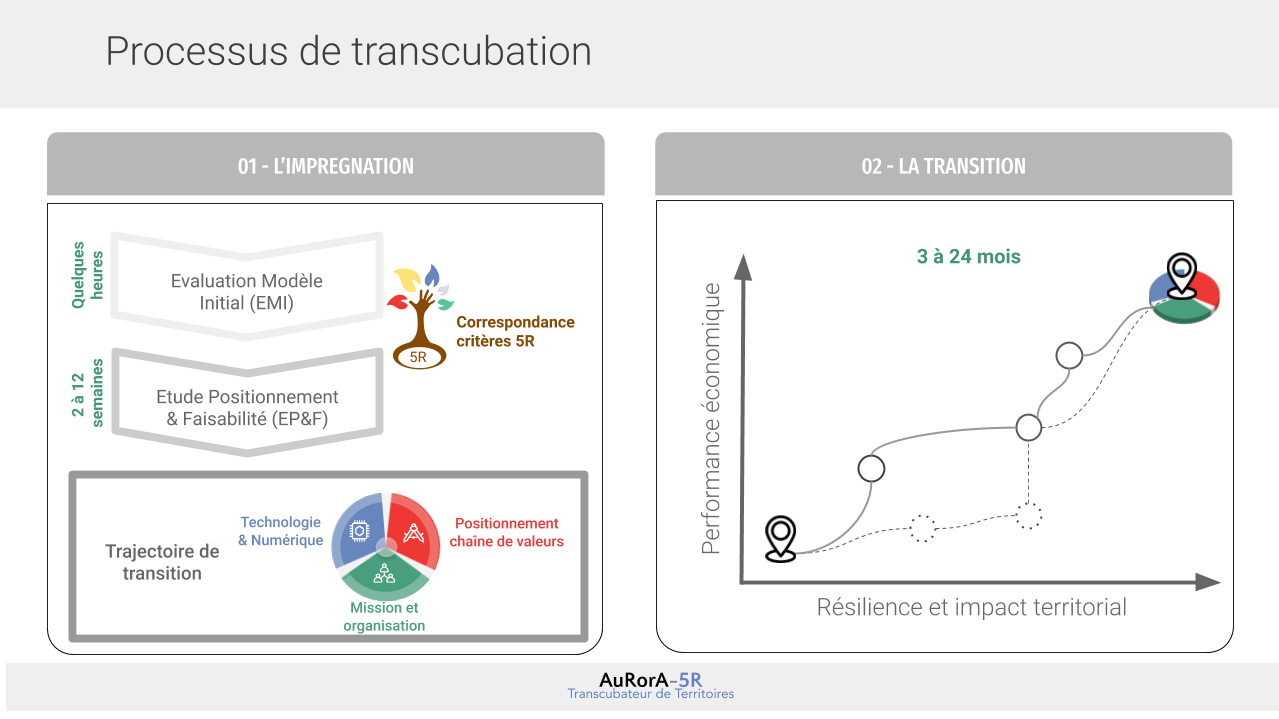 Processus de transcubation
01 - L’IMPREGNATION
Quelques
heures
Evaluation Modèle
Initial (EMI)
5R
Correspondance
critères 5R
2 à 12
semaines
Etude Positionnement
& Faisabilité (EP&F)
Trajectoire de
transition
Technologie
& Numérique
Positionnement
chaîne de valeurs
Mission et
organisation
02 - LA TRANSITION
3 à 24 mois
Performance économique
Résilience et impact territorial
AuRorA-5R
Transcubateur de Territoires